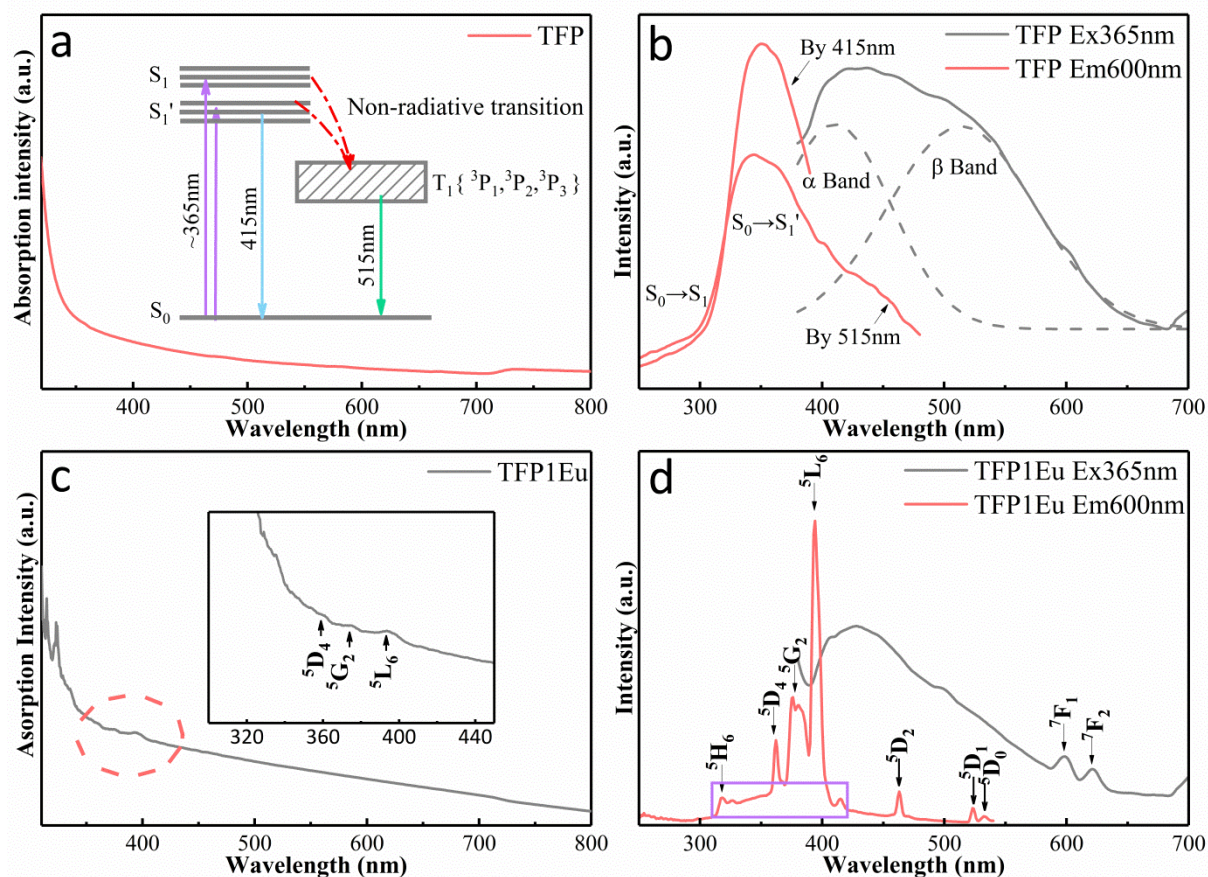 a
TFP
S₁
S₁'
Non-radiative transition
T₁{ ³P₁,³P₂,³P₃ }
~365nm
415nm
515nm
S₀
Absorption intensity (a.u.)
400 500 600 700 800
Wavelength (nm)
b
TFP Ex365nm
TFP Em600nm
By 415nm
α Band
β Band
S₀→S₁'
S₀→S₁
By 515nm
Intensity (a.u.)
300 400 500 600 700
Wavelength (nm)
c
TFP1Eu
⁵D₄
⁵G₂
⁵L₆
320 360 400 440
Asorption Intensity (a.u.)
400 500 600 700 800
Wavelength (nm)
d
TFP1Eu Ex365nm
TFP1Eu Em600nm
⁵L₆
⁵G₂
⁵D₄
⁵H₆
⁵D₂
⁵D₁
⁵D₀
⁷F₁
⁷F₂
Intensity (a.u.)
300 400 500 600 700
Wavelength (nm)